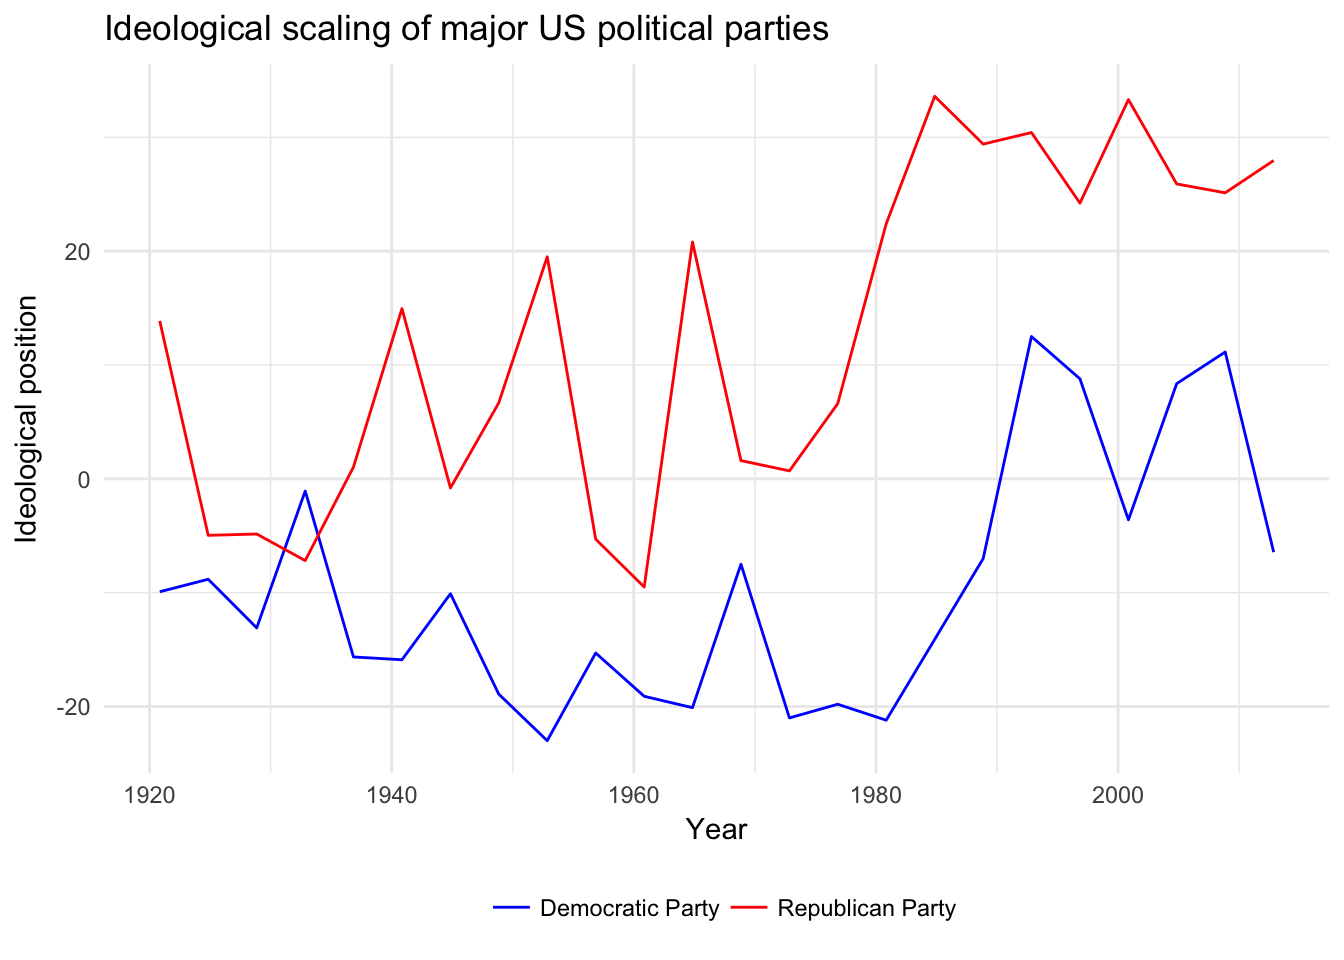 Ideological scaling of major US political parties
Ideological position
20
0
-20
1920 1940 1960 1980 2000
Year
Democratic Party Republican Party